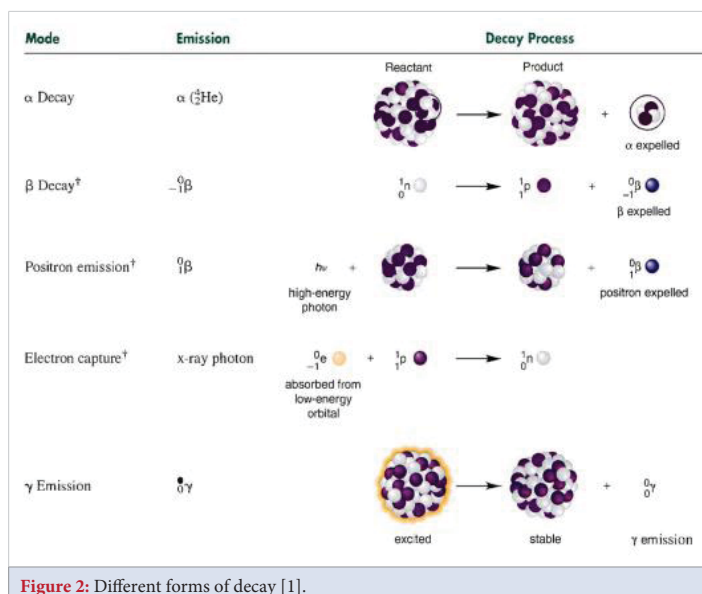 Mode Emission Decay Process
Reactant Product
α Decay α (⁴₂He) +
α expelled
β Decay† ⁰₋₁β ¹₀n ¹₁p + ⁰₋₁β
β expelled
Positron emission† ⁰₁β hν + + ⁰₁β
high-energy photon positron expelled
Electron capture† x-ray photon ⁰₋₁e + ¹₁p ¹₀n
absorbed from
low-energy
orbital
γ Emission ₀γ + ⁰₀γ
excited stable γ emission
Figure 2: Different forms of decay [1].